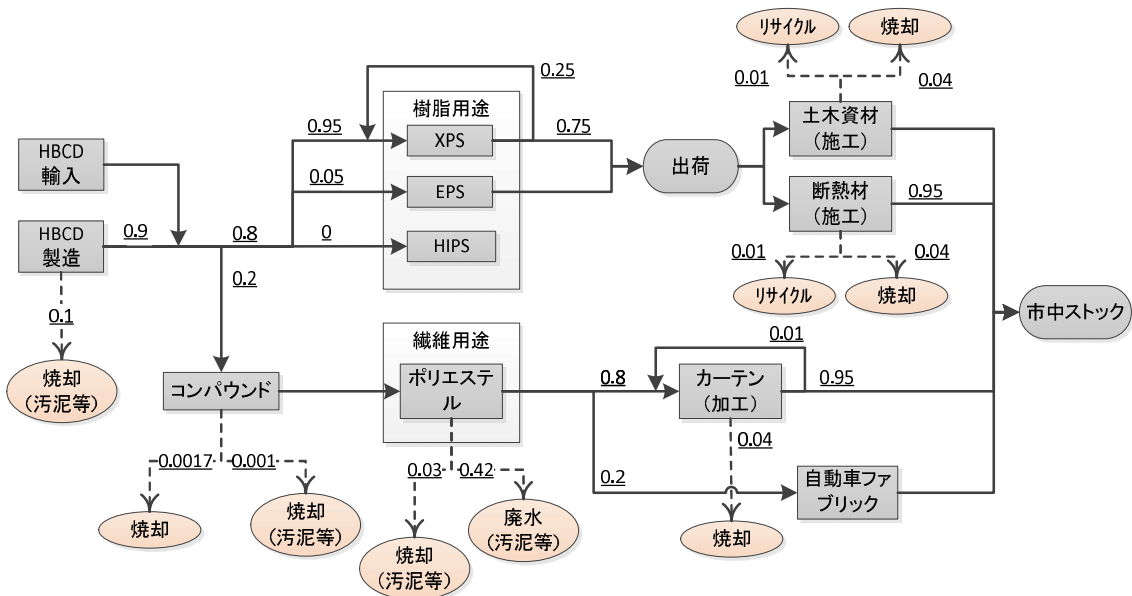 リサイクル
焼却
0.01
0.04
0.25
樹脂用途
0.95
XPS
0.75
土木資材
(施工)
HBCD
輸入
出荷
0.05
EPS
断熱材
(施工)
0.95
HBCD
製造
0.9
0.8
0
HIPS
0.01
0.04
リサイクル
焼却
0.2
市中ストック
0.1
繊維用途
0.01
焼却
(汚泥等)
コンパウンド
ポリエステ
ル
0.8
カーテン
(加工)
0.95
0.04
0.0017
0.001
0.03
0.42
0.2
自動車ファ
ブリック
焼却
焼却
(汚泥等)
焼却
(汚泥等)
廃水
(汚泥等)
焼却